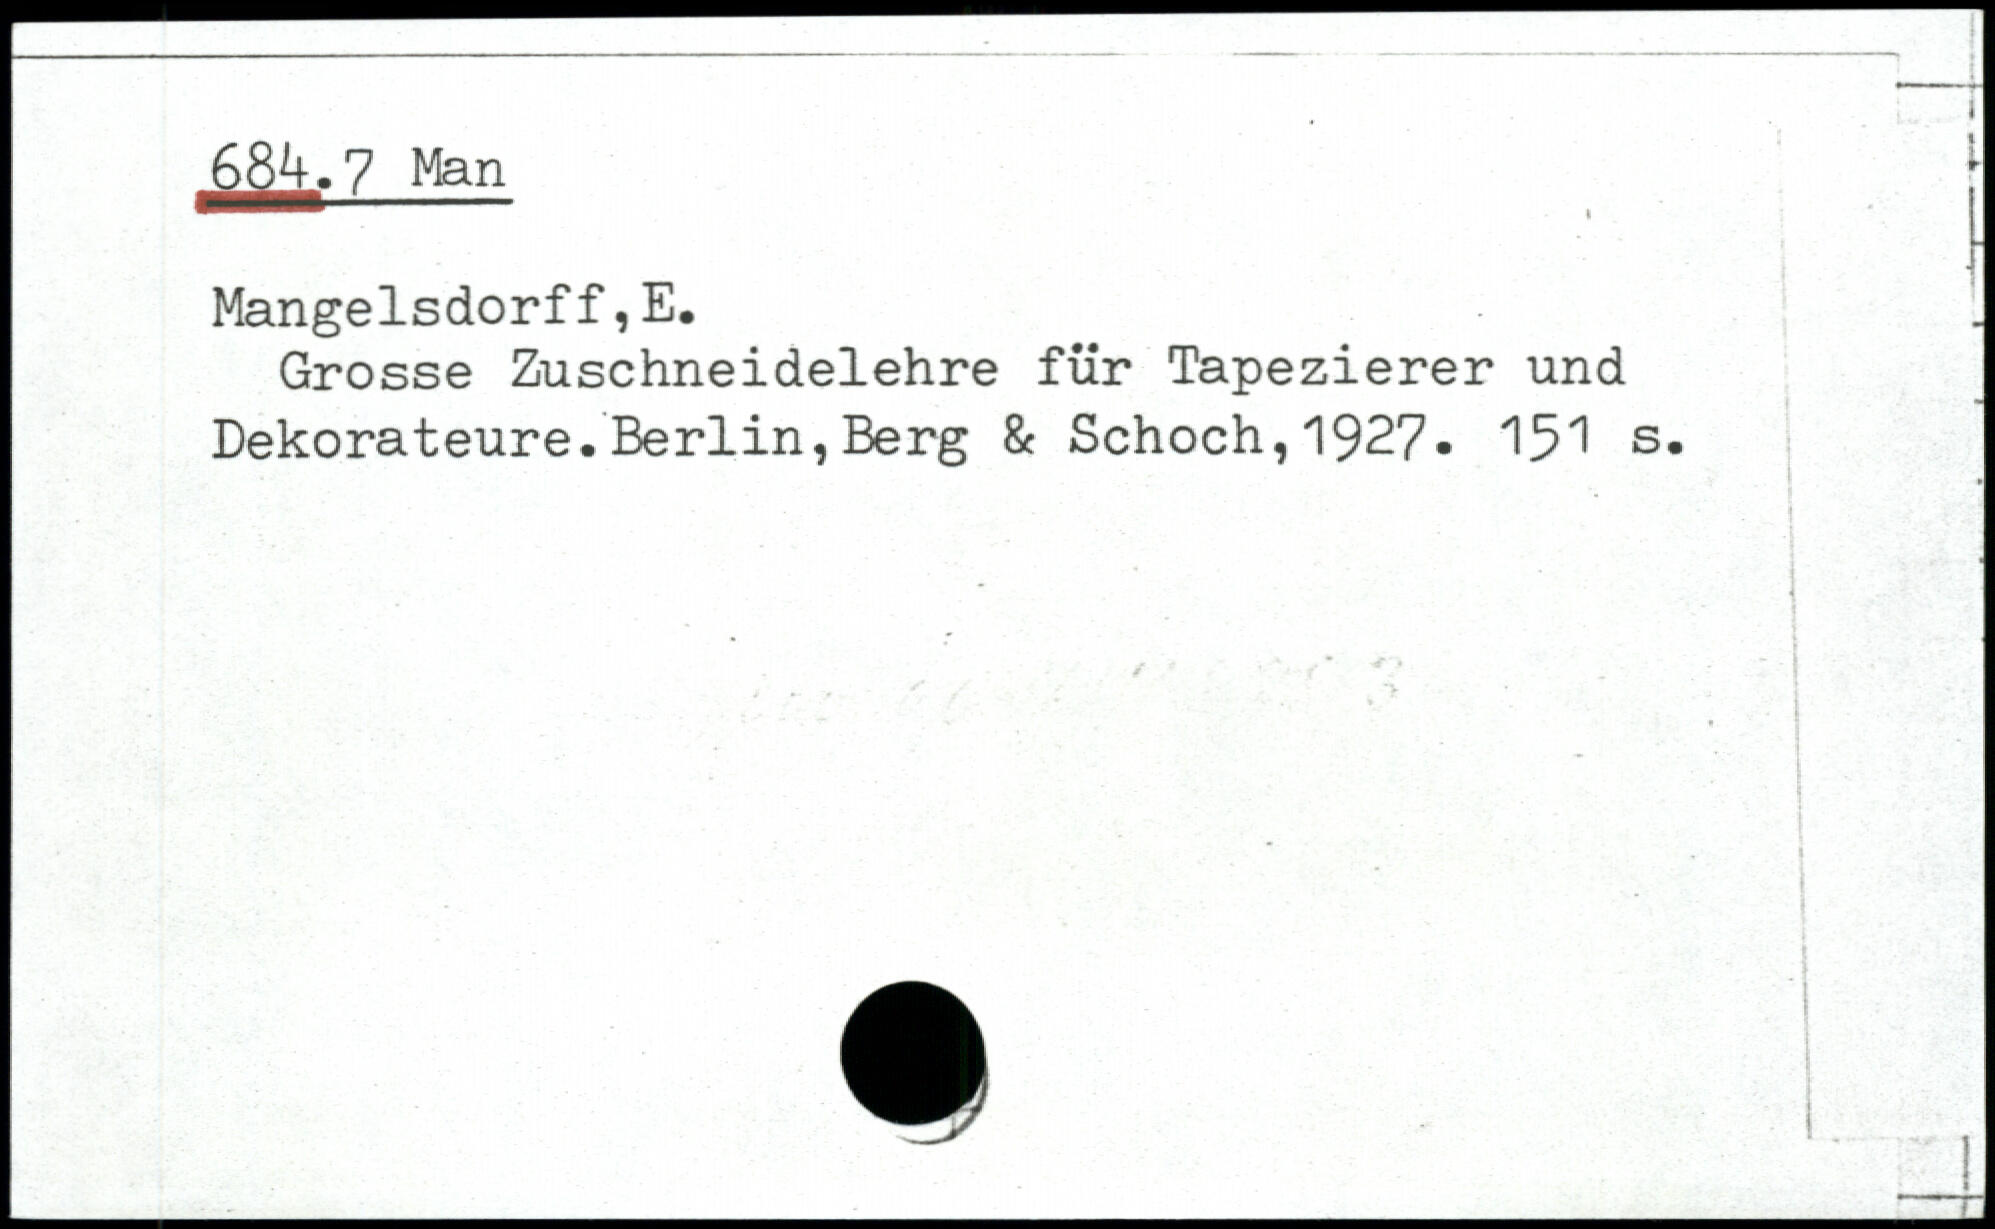 684.7 Man
Mangelsdorff,E.
Grosse Zuschneidelehre für Tapezierer und
Dekorateure.Berlin,Berg & Schoch,1927. 151 s.